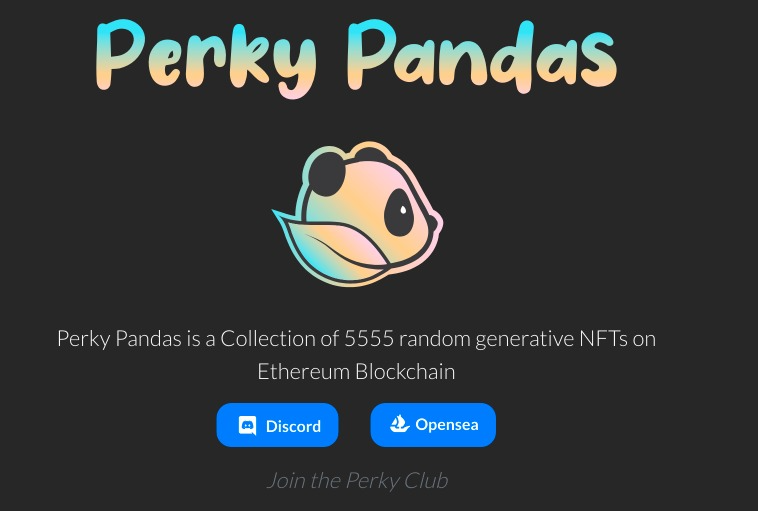 Perky Pandas
Perky Pandas is a Collection of 5555 random generative NFTs on
Ethereum Blockchain
Discord
Opensea
Join the Perky Club